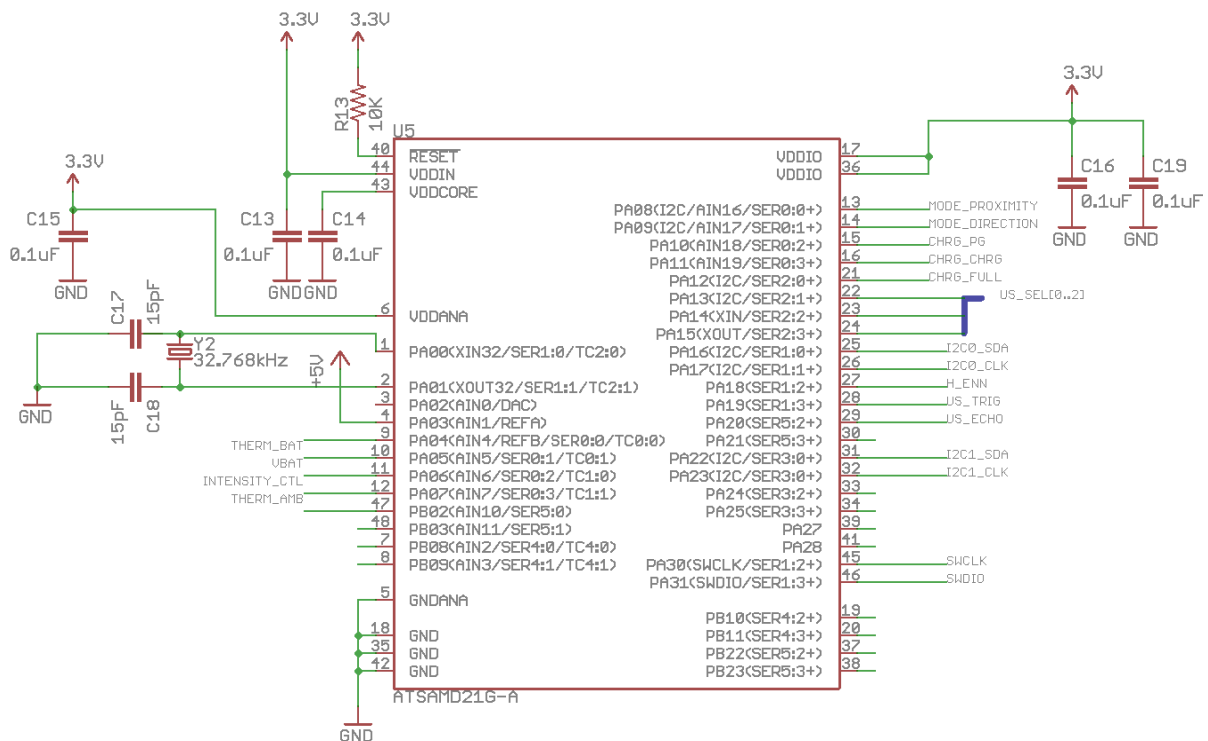 3.3V
3.3V
R13
10K
U5
3.3V
3.3V
C15
0.1uF
GND
C13
0.1uF
GND
C14
0.1uF
GND
C16
0.1uF
GND
C19
0.1uF
GND
C17
15pF
Y2
32.768kHz
15pF
C18
GND
+5V
40 RESET
44 VDDIN
43 VDDCORE
6 VDDANA
1 PA00(XIN32/SER1:0/TC2:0)
2 PA01(XOUT32/SER1:1/TC2:1)
3 PA02(AIN0/DAC)
4 PA03(AIN1/REFA)
THERM_BAT 9 PA04(AIN4/REFB/SER0:0/TC0:0)
VBAT 10 PA05(AIN5/SER0:1/TC0:1)
INTENSITY_CTL 11 PA06(AIN6/SER0:2/TC1:0)
THERM_AMB 12 PA07(AIN7/SER0:3/TC1:1)
47 PB02(AIN10/SER5:0)
48 PB03(AIN11/SER5:1)
7 PB08(AIN2/SER4:0/TC4:0)
8 PB09(AIN3/SER4:1/TC4:1)
5 GNDANA
18 GND
35 GND
42 GND
GND
VDDIO 17
VDDIO 36
PA08(I2C/AIN16/SER0:0+) 13 MODE_PROXIMITY
PA09(I2C/AIN17/SER0:1+) 14 MODE_DIRECTION
PA10(AIN18/SER0:2+) 15 CHRG_PG
PA11(AIN19/SER0:3+) 16 CHRG_CHRG
PA12(I2C/SER2:0+) 21 CHRG_FULL
PA13(I2C/SER2:1+) 22 US_SEL[0..2]
PA14(XIN/SER2:2+) 23
PA15(XOUT/SER2:3+) 24
PA16(I2C/SER1:0+) 25 I2C0_SDA
PA17(I2C/SER1:1+) 26 I2C0_CLK
PA18(SER1:2+) 27 H_ENN
PA19(SER1:3+) 28 US_TRIG
PA20(SER5:2+) 29 US_ECHO
PA21(SER5:3+) 30
PA22(I2C/SER3:0+) 31 I2C1_SDA
PA23(I2C/SER3:0+) 32 I2C1_CLK
PA24(SER3:2+) 33
PA25(SER3:3+) 34
PA27 39
PA28 41
PA30(SWCLK/SER1:2+) 45 SWCLK
PA31(SWDIO/SER1:3+) 46 SWDIO
PB10(SER4:2+) 19
PB11(SER4:3+) 20
PB22(SER5:2+) 37
PB23(SER5:3+) 38
ATSAMD21G-A